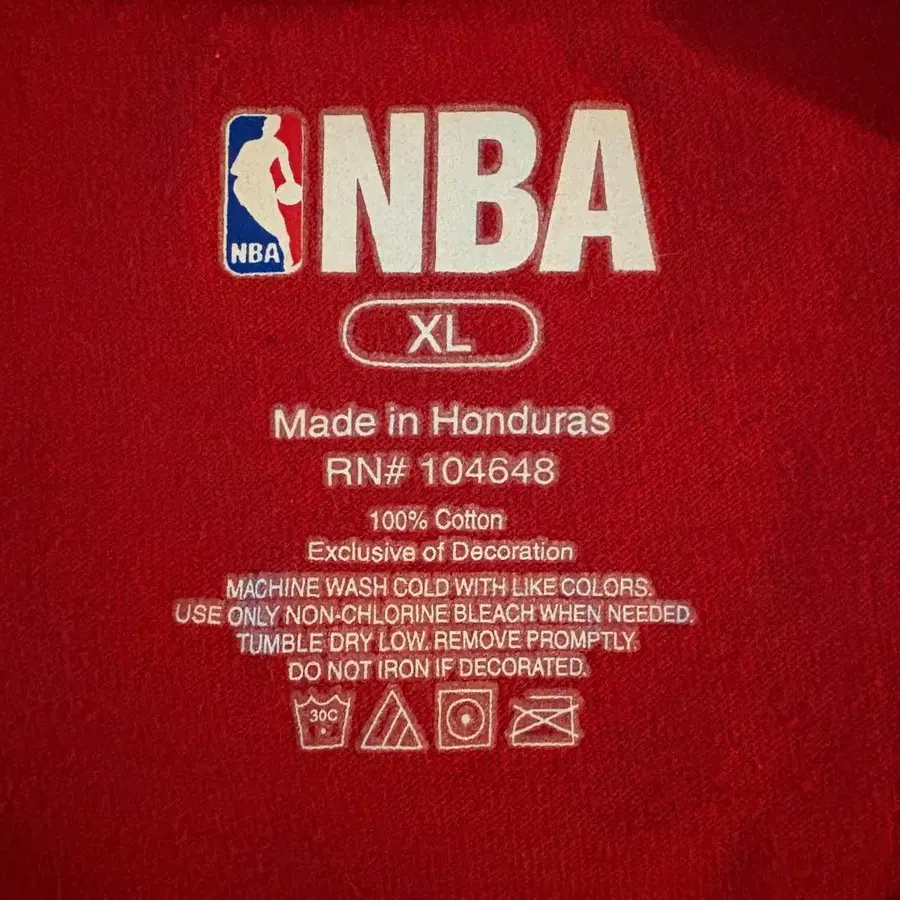 NBA NBA
XL
Made in Honduras
RN# 104648
100% Cotton
Exclusive of Decoration
MACHINE WASH COLD WITH LIKE COLORS.
USE ONLY NON-CHLORINE BLEACH WHEN NEEDED.
TUMBLE DRY LOW. REMOVE PROMPTLY.
DO NOT IRON IF DECORATED.
30C